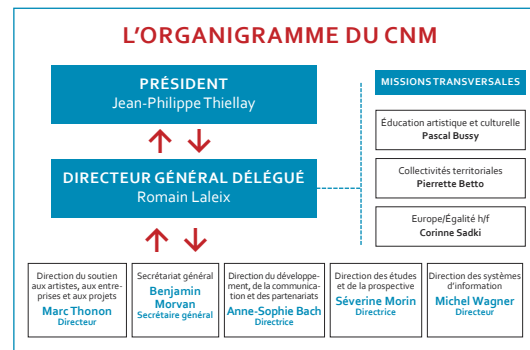 L'ORGANIGRAMME DU CNM
PRÉSIDENT
Jean-Philippe Thiellay
DIRECTEUR GÉNÉRAL DÉLÉGUÉ
Romain Laleix
MISSIONS TRANSVERSALES
Éducation artistique et culturelle
Pascal Bussy
Collectivités territoriales
Pierrette Betto
Europe/Égalité h/f
Corinne Sadki
Direction du soutien
aux artistes, aux entre-
prises et aux projets
Marc Thonon
Directeur
Secrétariat général
Benjamin
Morvan
Secrétaire général
Direction du développe-
ment, de la communica-
tion et des partenariats
Anne-Sophie Bach
Directrice
Direction des études
et de la prospective
Séverine Morin
Directrice
Direction des systèmes
d'information
Michel Wagner
Directeur